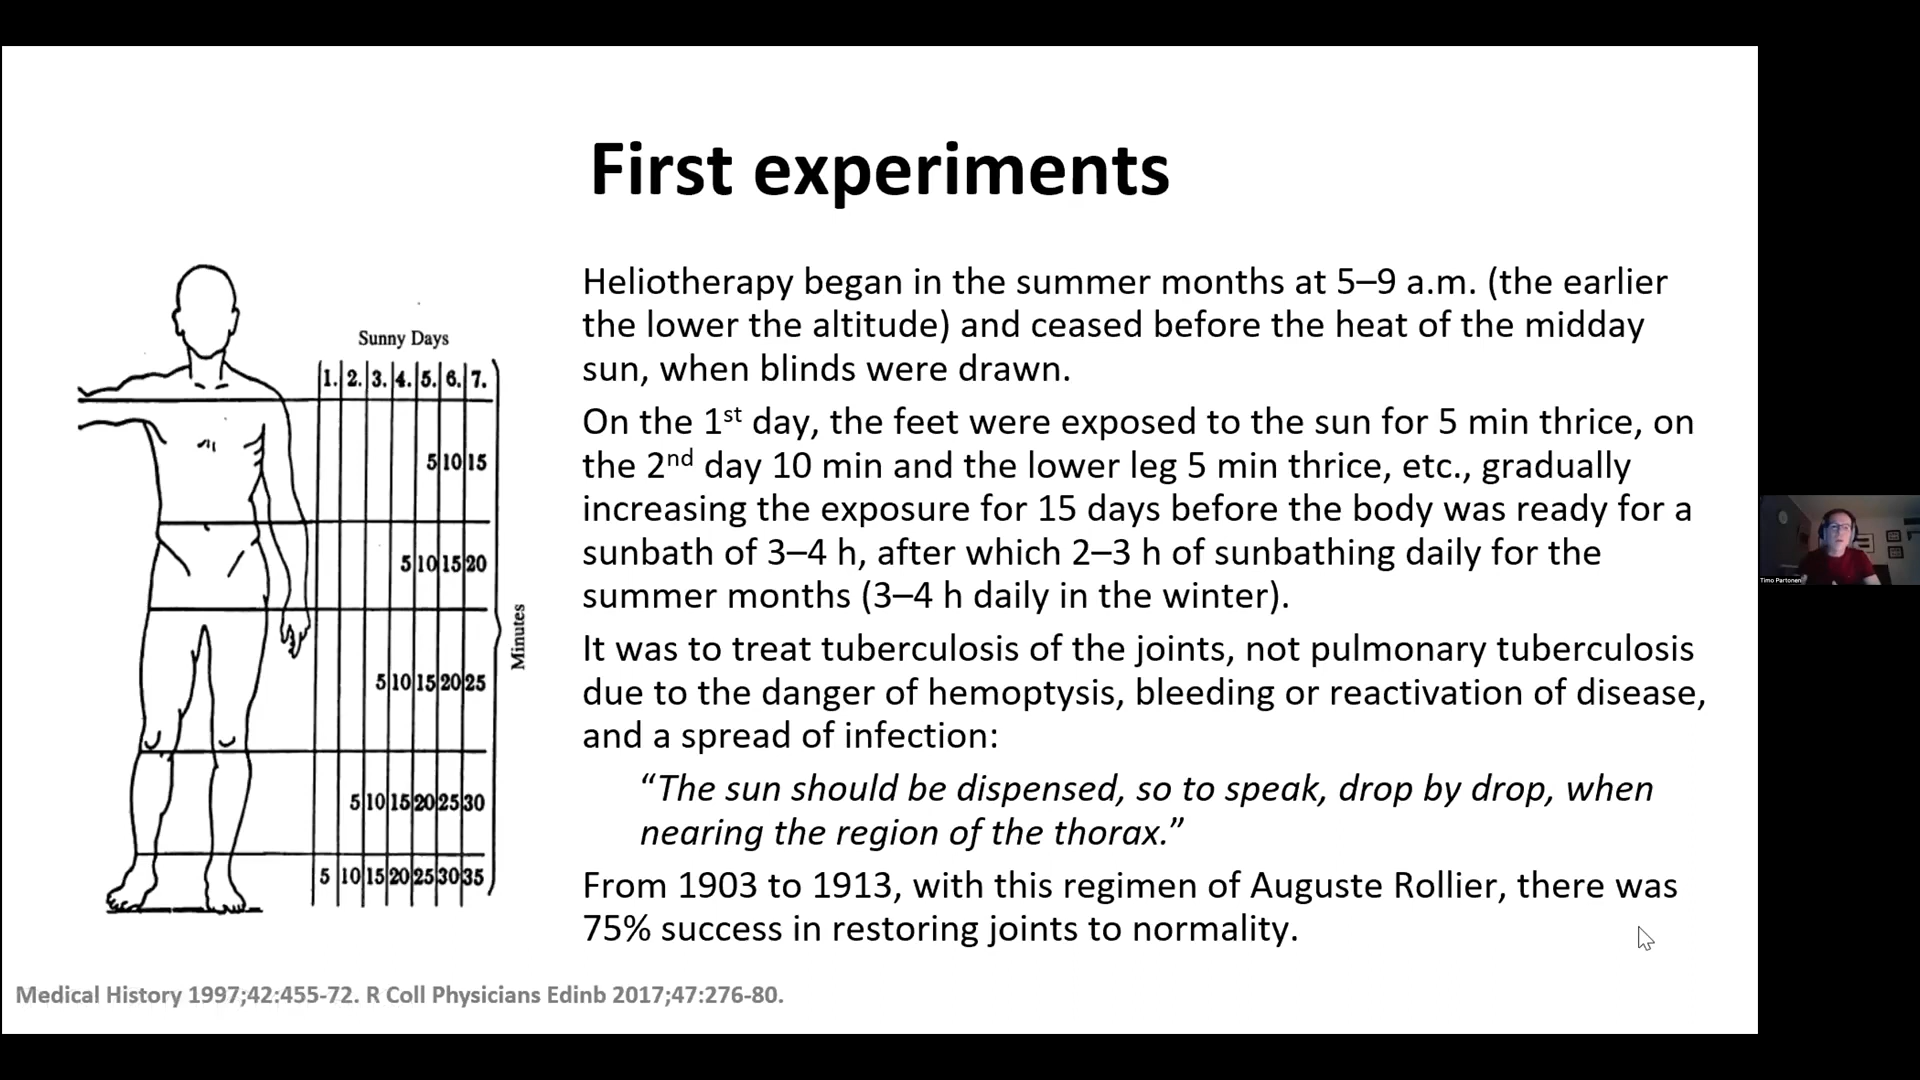 First experiments
Sunny Days
1. 2. 3. 4. 5. 6. 7.
5 10 15
5 10 15 20
5 10 15 20 25
5 10 15 20 25 30
5 10 15 20 25 30 35
Minutes
Heliotherapy began in the summer months at 5–9 a.m. (the earlier
the lower the altitude) and ceased before the heat of the midday
sun, when blinds were drawn.
On the 1st day, the feet were exposed to the sun for 5 min thrice, on
the 2nd day 10 min and the lower leg 5 min thrice, etc., gradually
increasing the exposure for 15 days before the body was ready for a
sunbath of 3–4 h, after which 2–3 h of sunbathing daily for the
summer months (3–4 h daily in the winter).
It was to treat tuberculosis of the joints, not pulmonary tuberculosis
due to the danger of hemoptysis, bleeding or reactivation of disease,
and a spread of infection:
“The sun should be dispensed, so to speak, drop by drop, when
nearing the region of the thorax.”
From 1903 to 1913, with this regimen of Auguste Rollier, there was
75% success in restoring joints to normality.
Medical History 1997;42:455-72. R Coll Physicians Edinb 2017;47:276-80.
Timo Partonen